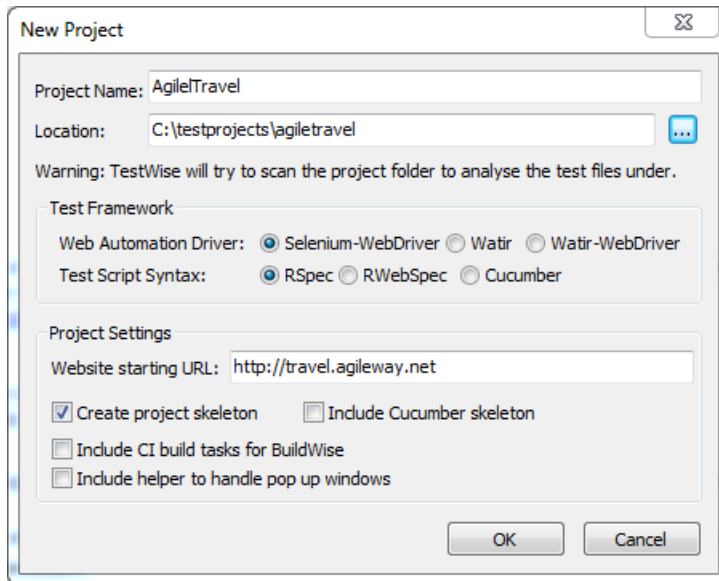 New Project
Project Name: AgilelTravel
Location: C:\testprojects\agiletravel ...
Warning: TestWise will try to scan the project folder to analyse the test files under.
Test Framework
Web Automation Driver: Selenium-WebDriver Watir Watir-WebDriver
Test Script Syntax: RSpec RWebSpec Cucumber
Project Settings
Website starting URL: http://travel.agileway.net
Create project skeleton Include Cucumber skeleton
Include CI build tasks for BuildWise
Include helper to handle pop up windows
OK Cancel